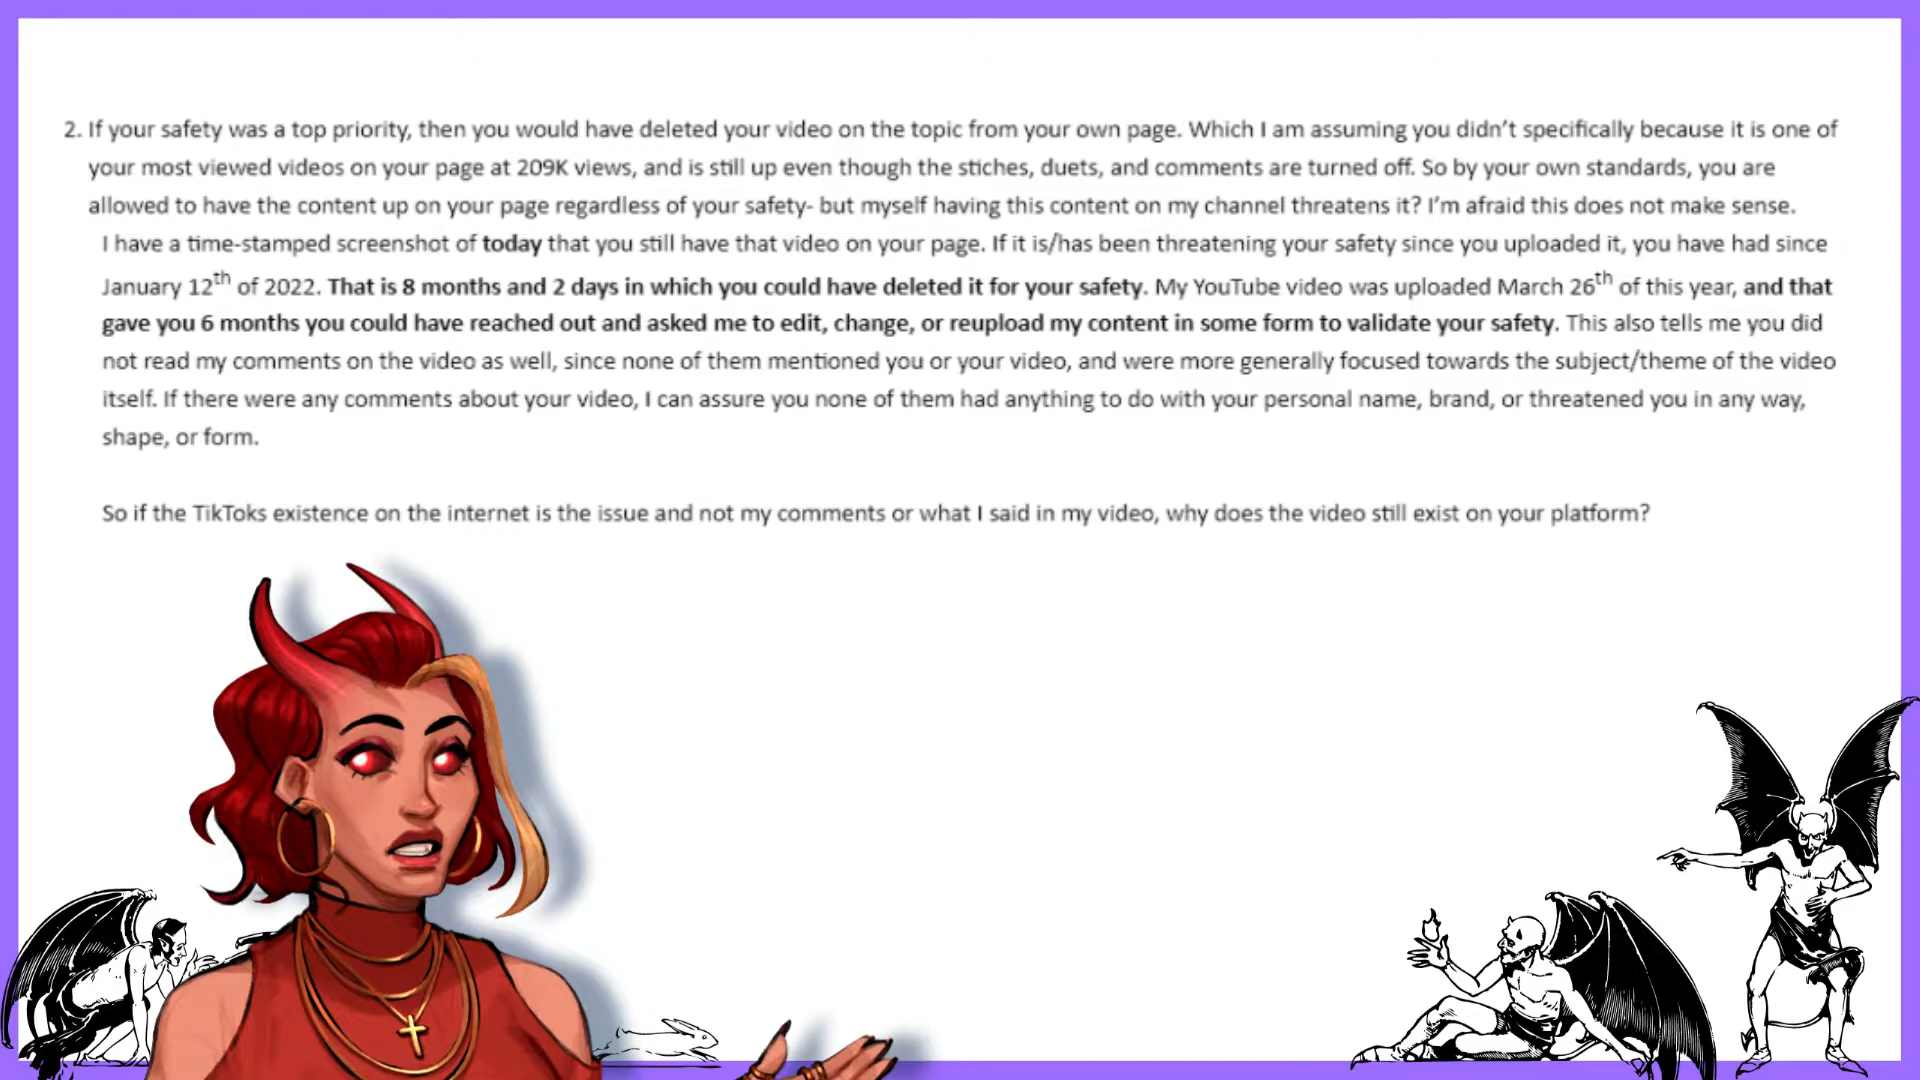 2. If your safety was a top priority, then you would have deleted your video on the topic from your own page. Which I am assuming you didn't specifically because it is one of
your most viewed videos on your page at 209K views, and is still up even though the stiches, duets, and comments are turned off. So by your own standards, you are
allowed to have the content up on your page regardless of your safety- but myself having this content on my channel threatens it? I'm afraid this does not make sense.
I have a time-stamped screenshot of today that you still have that video on your page. If it is/has been threatening your safety since you uploaded it, you have had since
January 12th of 2022. That is 8 months and 2 days in which you could have deleted it for your safety. My YouTube video was uploaded March 26th of this year, and that
gave you 6 months you could have reached out and asked me to edit, change, or reupload my content in some form to validate your safety. This also tells me you did
not read my comments on the video as well, since none of them mentioned you or your video, and were more generally focused towards the subject/theme of the video
itself. If there were any comments about your video, I can assure you none of them had anything to do with your personal name, brand, or threatened you in any way,
shape, or form.
So if the TikToks existence on the internet is the issue and not my comments or what I said in my video, why does the video still exist on your platform?